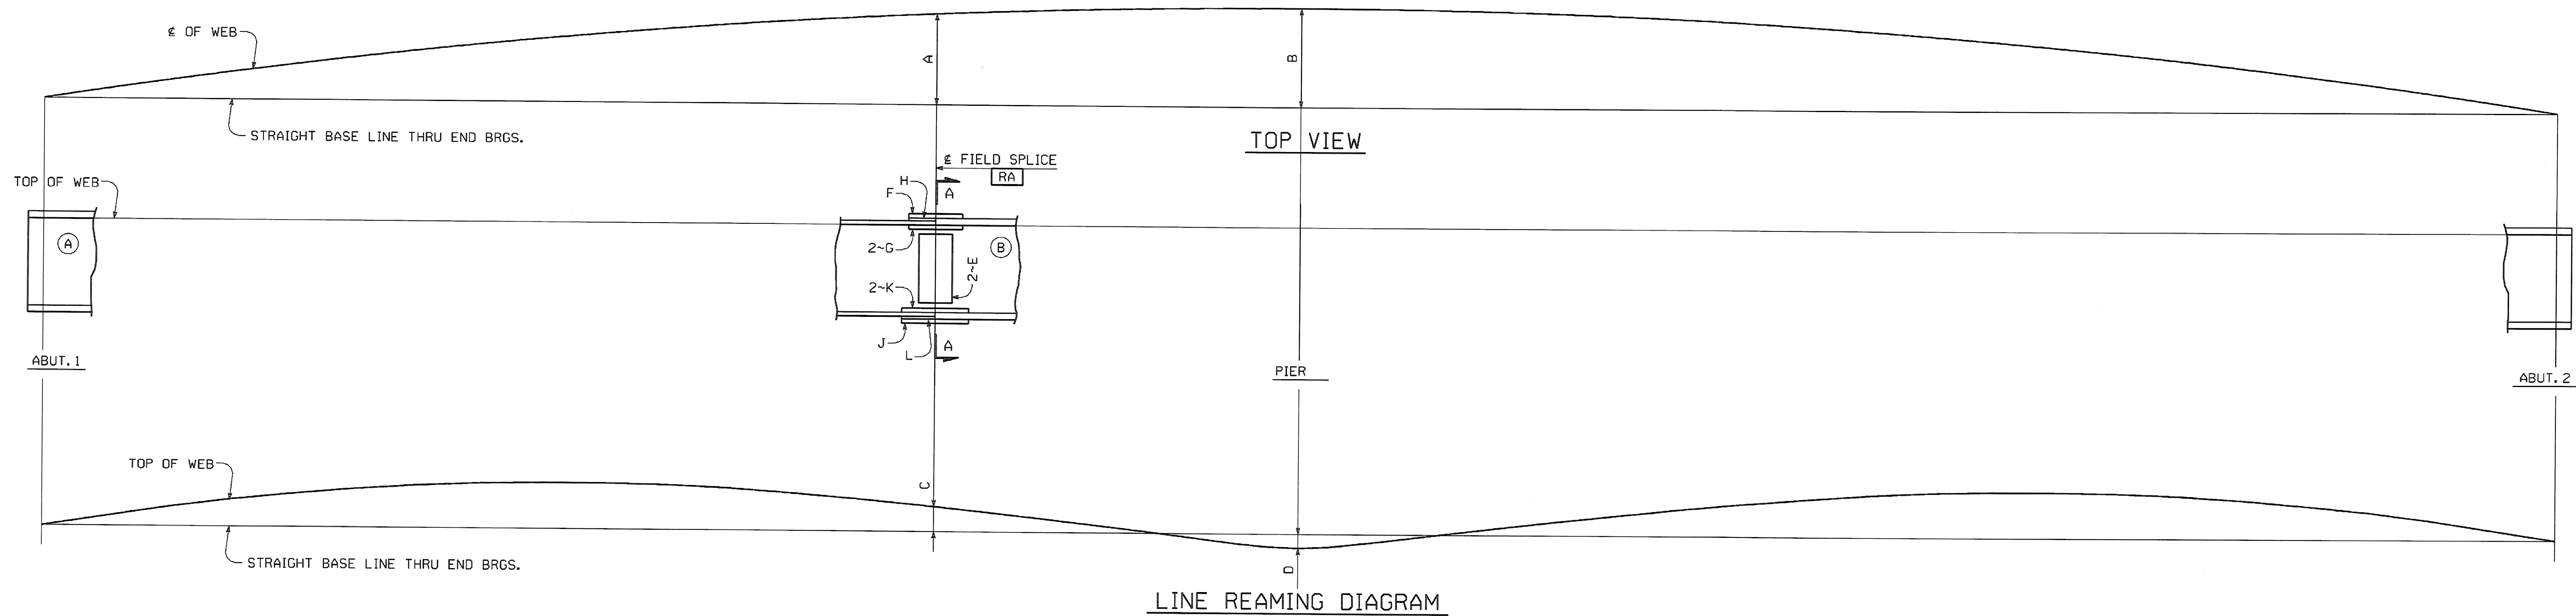 ℄ OF WEB
A
B
STRAIGHT BASE LINE THRU END BRGS.
TOP VIEW
℄ FIELD SPLICE
RA
TOP OF WEB
H
F
A
A
2~G
B
2~E
2~K
J
L
A
ABUT. 1
PIER
ABUT. 2
TOP OF WEB
C
STRAIGHT BASE LINE THRU END BRGS.
D
LINE REAMING DIAGRAM